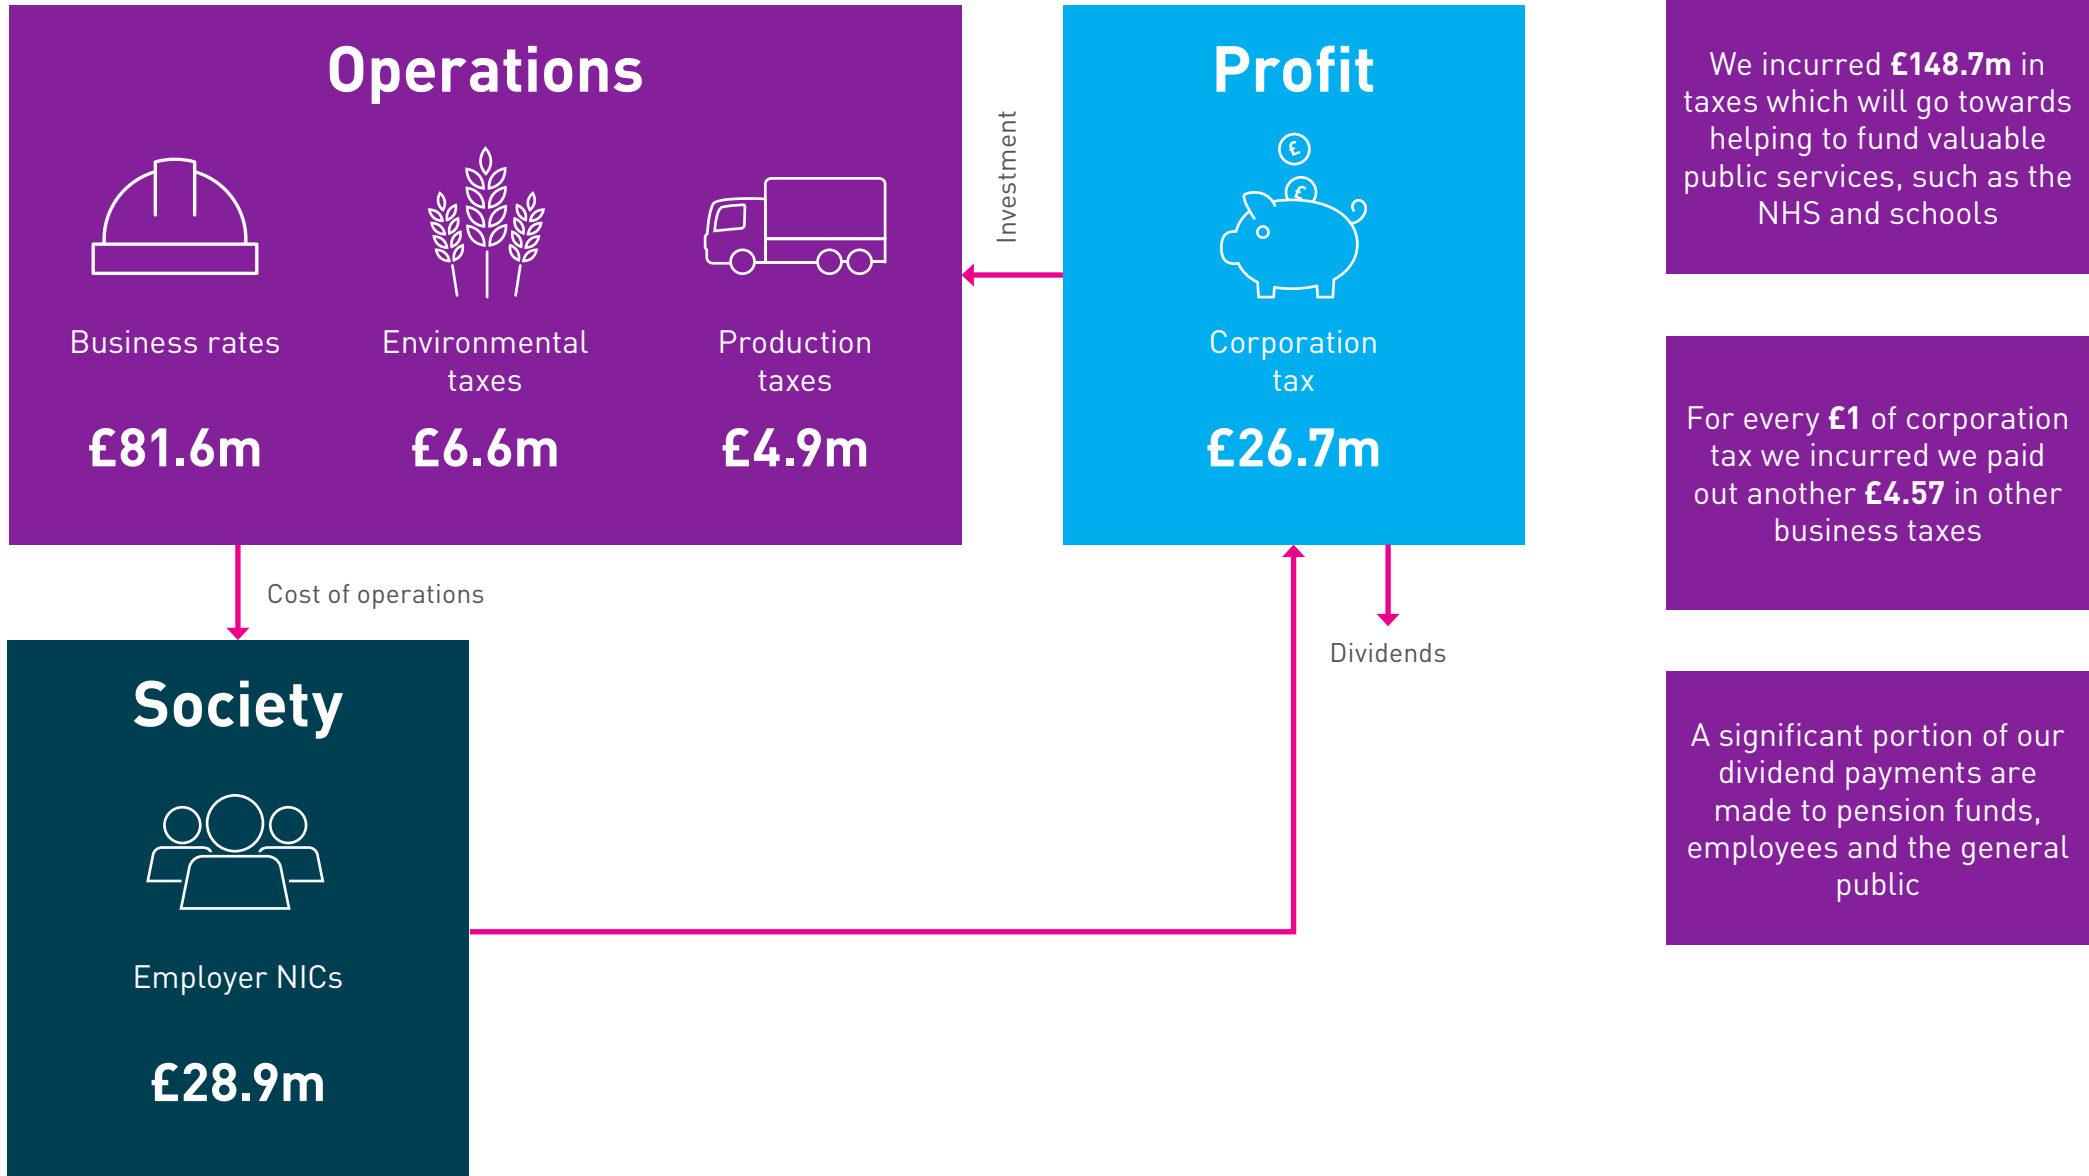 Operations
Business rates
£81.6m
Environmental
taxes
£6.6m
Production
taxes
£4.9m
Investment
Profit
£
£
Corporation
tax
£26.7m
Cost of operations
Dividends
Society
Employer NICs
£28.9m
We incurred £148.7m in
taxes which will go towards
helping to fund valuable
public services, such as the
NHS and schools
For every £1 of corporation
tax we incurred we paid
out another £4.57 in other
business taxes
A significant portion of our
dividend payments are
made to pension funds,
employees and the general
public